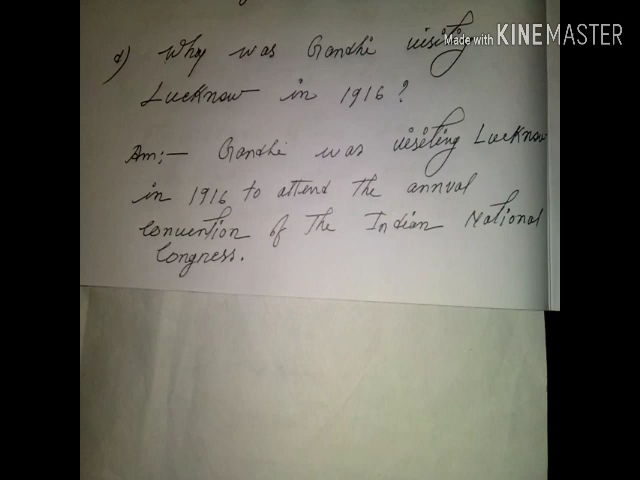 Made with KINEMASTER
d) Why was Gandhi visiting
Lucknow in 1916?
Ans:— Gandhi was visiting Lucknow
in 1916 to attend the annual
convention of the Indian National
Congress.